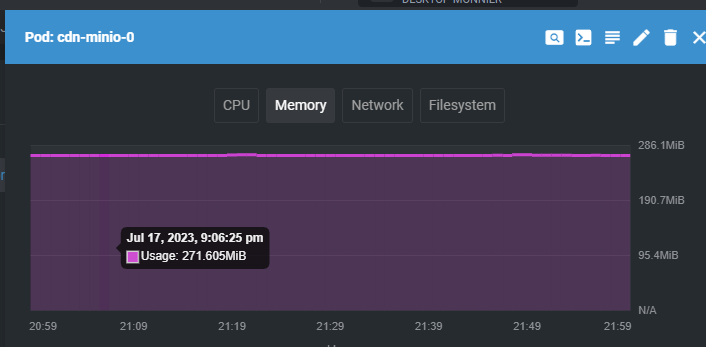 DESKTOP-MONNIER
Pod: cdn-minio-0
CPU
Memory
Network
Filesystem
286.1MiB
190.7MiB
Jul 17, 2023, 9:06:25 pm
Usage: 271.605MiB
95.4MiB
N/A
20:59 21:09 21:19 21:29 21:39 21:49 21:59